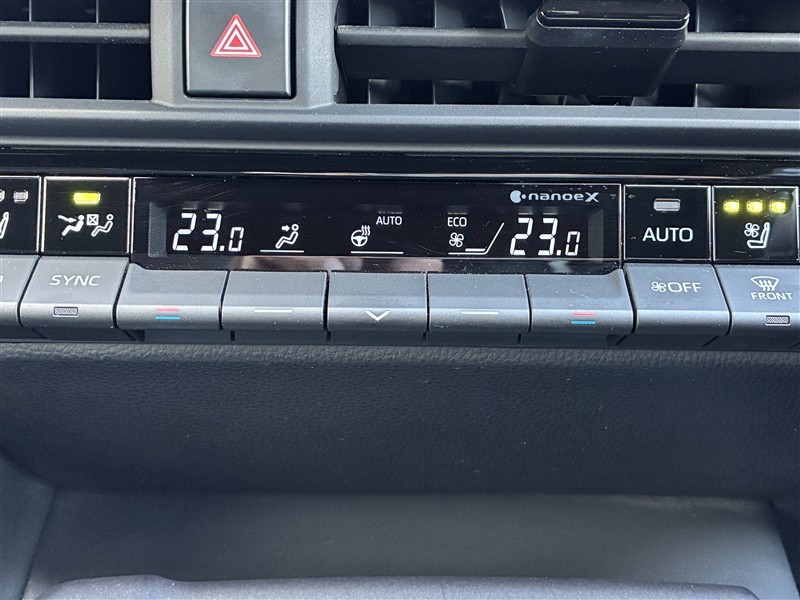 nanoeX
23.0
AUTO
ECO
23.0
AUTO
SYNC
OFF
FRONT